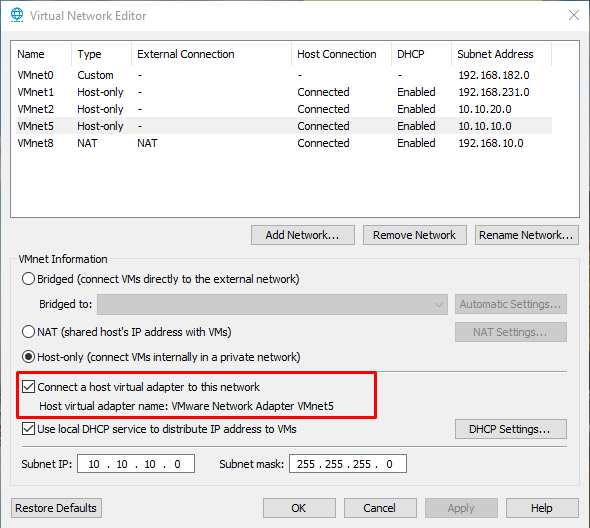 Virtual Network Editor
Name Type External Connection Host Connection DHCP Subnet Address
VMnet0 Custom - - - 192.168.182.0
VMnet1 Host-only - Connected Enabled 192.168.231.0
VMnet2 Host-only - Connected Enabled 10.10.20.0
VMnet5 Host-only - Connected Enabled 10.10.10.0
VMnet8 NAT NAT Connected Enabled 192.168.10.0
Add Network... Remove Network Rename Network...
VMnet Information
Bridged (connect VMs directly to the external network)
Bridged to: Automatic Settings...
NAT (shared host's IP address with VMs) NAT Settings...
Host-only (connect VMs internally in a private network)
Connect a host virtual adapter to this network
Host virtual adapter name: VMware Network Adapter VMnet5
Use local DHCP service to distribute IP address to VMs DHCP Settings...
Subnet IP: 10 . 10 . 10 . 0 Subnet mask: 255 . 255 . 255 . 0
Restore Defaults OK Cancel Apply Help